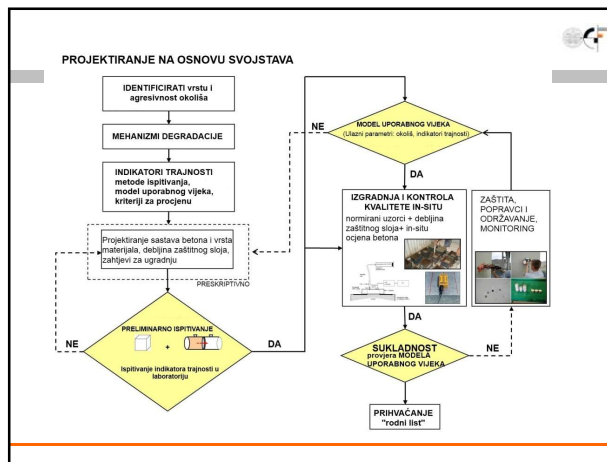 PROJEKTIRANJE NA OSNOVU SVOJSTAVA
IDENTIFICIRATI vrstu i
agresivnost okoliša
MEHANIZMI DEGRADACIJE
INDIKATORI TRAJNOSTI
metode ispitivanja,
model uporabnog vijeka,
kriteriji za procjenu
Projektiranje sastava betona i vrsta
materijala, debljina zaštitnog sloja,
zahtjevi za ugradnju
PRESKRIPTIVNO
PRELIMINARNO ISPITIVANJE
+
Ispitivanje indikatora trajnosti u
laboratoriju
NE
DA
NE
MODEL UPORABNOG VIJEKA
(Ulazni parametri: okoliš, indikatori trajnosti)
DA
IZGRADNJA I KONTROLA
KVALITETE IN-SITU
normirani uzorci + debljina
zaštitnog sloja+ in-situ
ocjena betona
ZAŠTITA,
POPRAVCI I
ODRŽAVANJE,
MONITORING
DA
SUKLADNOST
provjera MODELA
UPORABNOG VIJEKA
NE
PRIHVAĆANJE
"rodni list"